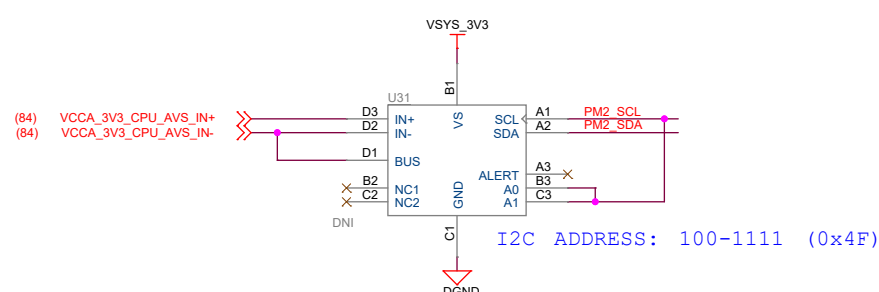 VSYS_3V3
B1
U31
(84) VCCA_3V3_CPU_AVS_IN+ D3 IN+ VS SCL A1 PM2_SCL
(84) VCCA_3V3_CPU_AVS_IN- D2 IN- SDA A2 PM2_SDA
D1 BUS
ALERT A3
B2 NC1 A0 B3
C2 NC2 GND A1 C3
DNI
C1
I2C ADDRESS: 100-1111 (0x4F)
DGND